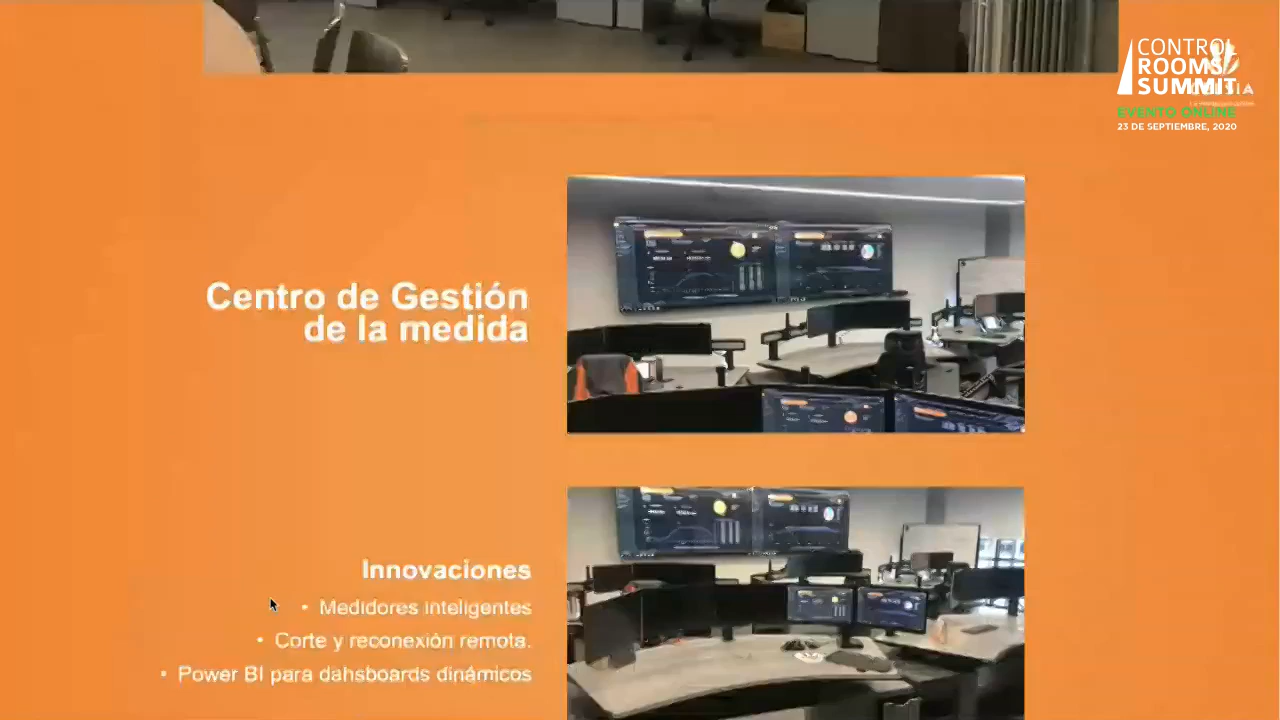 CONTROL
ROOMS
SUMMIT
EVENTO ONLINE
23 DE SEPTIEMBRE, 2020
Centro de Gestión
de la medida
Innovaciones
• Medidores inteligentes
• Corte y reconexión remota.
• Power BI para dahsboards dinámicos